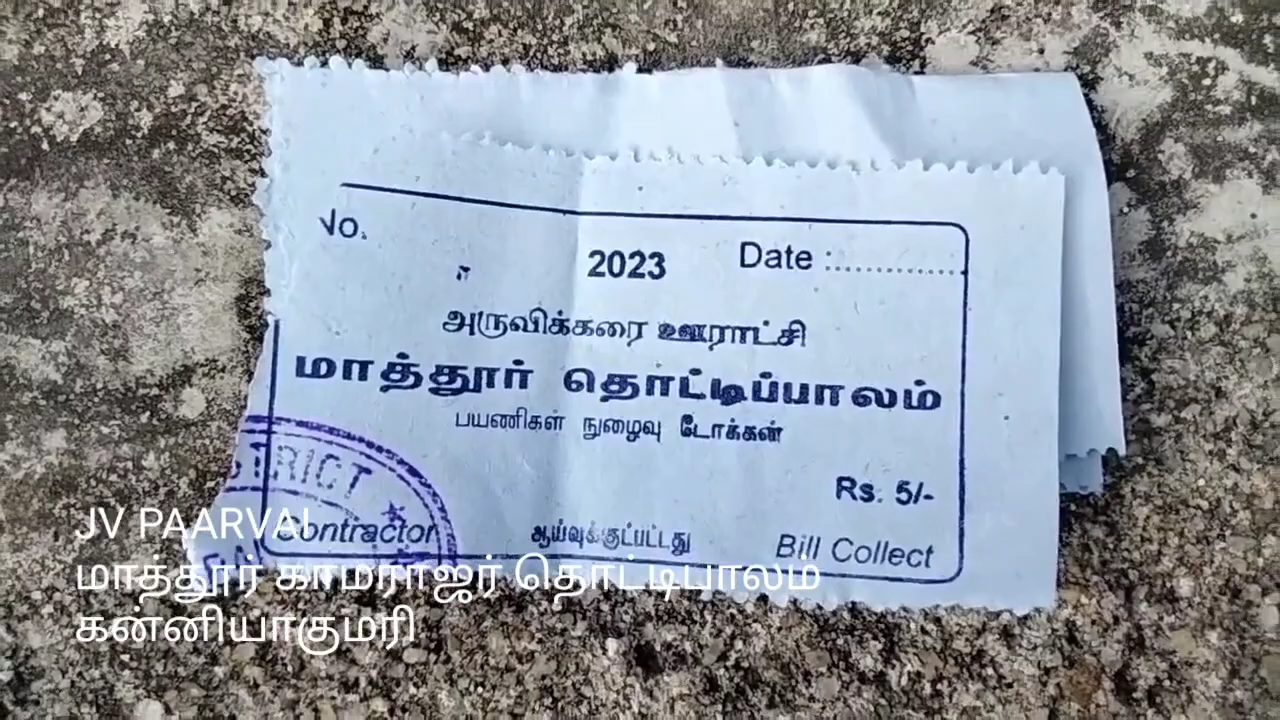 No. 2023 Date :..............
அருவிக்கரை ஊராட்சி
மாத்தூர் தொட்டிப்பாலம்
பயணிகள் நுழைவு டோக்கன்
Rs. 5/-
Contractor ஆய்வுக்குட்பட்டது Bill Collect
TRICT
JV PAARVAI
மாத்தூர் காமராஜர் தொட்டிபாலம்
கன்னியாகுமரி